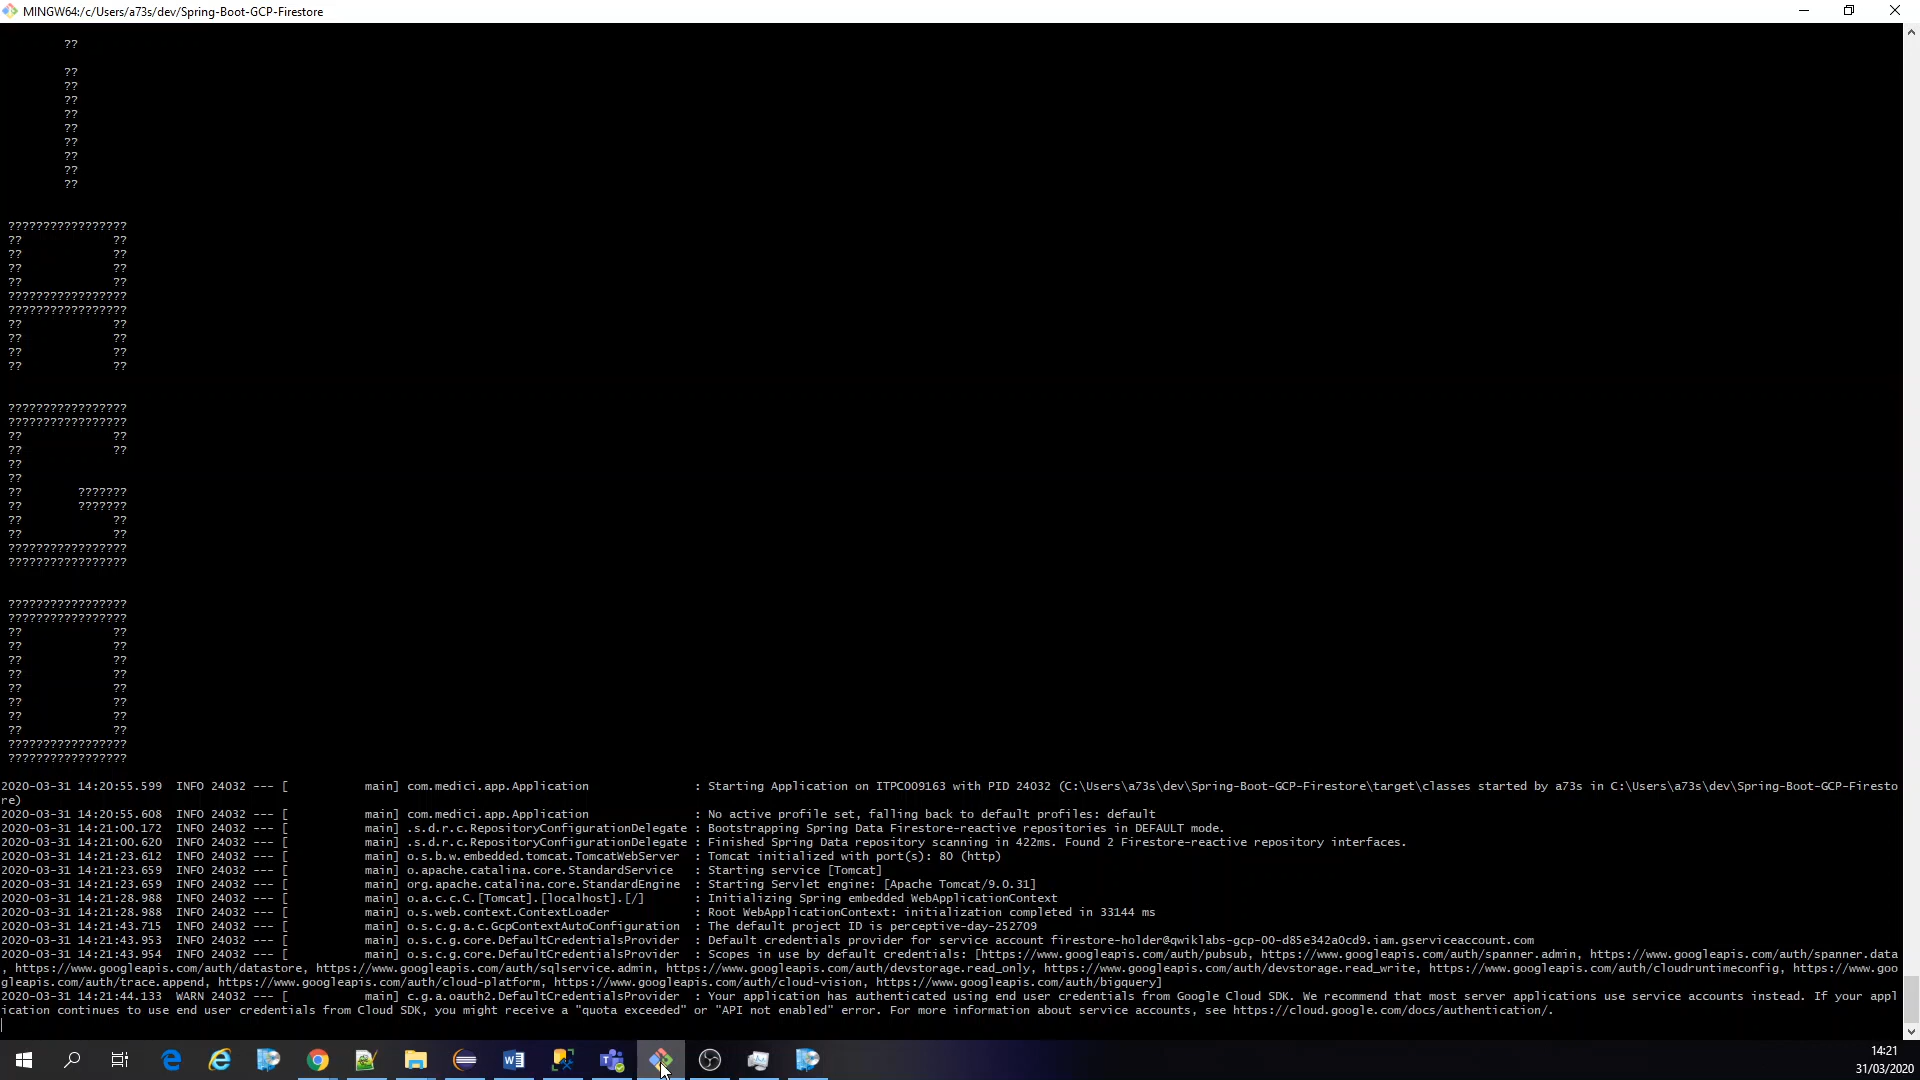 MINGW64:/c/Users/a73s/dev/Spring-Boot-GCP-Firestore
??
??
??
??
??
??
??
??
??
??
?????????????????
?? ??
?? ??
?? ??
?? ??
?????????????????
?????????????????
?? ??
?? ??
?? ??
?? ??
?????????????????
?????????????????
?? ??
?? ??
??
??
?? ???????
?? ???????
?? ??
?? ??
?????????????????
?????????????????
?????????????????
?????????????????
?? ??
?? ??
?? ??
?? ??
?? ??
?? ??
?? ??
?? ??
?????????????????
?????????????????
2020-03-31 14:20:55.599 INFO 24032 --- [ main] com.medici.app.Application : Starting Application on ITPC009163 with PID 24032 (C:\Users\a73s\dev\Spring-Boot-GCP-Firestore\target\classes started by a73s in C:\Users\a73s\dev\Spring-Boot-GCP-Firesto
re)
2020-03-31 14:20:55.608 INFO 24032 --- [ main] com.medici.app.Application : No active profile set, falling back to default profiles: default
2020-03-31 14:21:00.172 INFO 24032 --- [ main] .s.d.r.c.RepositoryConfigurationDelegate : Bootstrapping Spring Data Firestore-reactive repositories in DEFAULT mode.
2020-03-31 14:21:00.620 INFO 24032 --- [ main] .s.d.r.c.RepositoryConfigurationDelegate : Finished Spring Data repository scanning in 422ms. Found 2 Firestore-reactive repository interfaces.
2020-03-31 14:21:23.612 INFO 24032 --- [ main] o.s.b.w.embedded.tomcat.TomcatWebServer : Tomcat initialized with port(s): 80 (http)
2020-03-31 14:21:23.659 INFO 24032 --- [ main] o.apache.catalina.core.StandardService : Starting service [Tomcat]
2020-03-31 14:21:23.659 INFO 24032 --- [ main] org.apache.catalina.core.StandardEngine : Starting Servlet engine: [Apache Tomcat/9.0.31]
2020-03-31 14:21:28.988 INFO 24032 --- [ main] o.a.c.c.C.[Tomcat].[localhost].[/] : Initializing Spring embedded WebApplicationContext
2020-03-31 14:21:28.988 INFO 24032 --- [ main] o.s.web.context.ContextLoader : Root WebApplicationContext: initialization completed in 33144 ms
2020-03-31 14:21:43.715 INFO 24032 --- [ main] o.s.c.g.a.c.GcpContextAutoConfiguration : The default project ID is perceptive-day-252709
2020-03-31 14:21:43.953 INFO 24032 --- [ main] o.s.c.g.core.DefaultCredentialsProvider : Default credentials provider for service account firestore-holder@qwiklabs-gcp-00-d85e342a0cd9.iam.gserviceaccount.com
2020-03-31 14:21:43.954 INFO 24032 --- [ main] o.s.c.g.core.DefaultCredentialsProvider : Scopes in use by default credentials: [https://www.googleapis.com/auth/pubsub, https://www.googleapis.com/auth/spanner.admin, https://www.googleapis.com/auth/spanner.data
, https://www.googleapis.com/auth/datastore, https://www.googleapis.com/auth/sqlservice.admin, https://www.googleapis.com/auth/devstorage.read_only, https://www.googleapis.com/auth/devstorage.read_write, https://www.googleapis.com/auth/cloudruntimeconfig, https://www.goo
gleapis.com/auth/trace.append, https://www.googleapis.com/auth/cloud-platform, https://www.googleapis.com/auth/cloud-vision, https://www.googleapis.com/auth/bigquery]
2020-03-31 14:21:44.133 WARN 24032 --- [ main] c.g.a.oauth2.DefaultCredentialsProvider : Your application has authenticated using end user credentials from Google Cloud SDK. We recommend that most server applications use service accounts instead. If your appl
ication continues to use end user credentials from Cloud SDK, you might receive a "quota exceeded" or "API not enabled" error. For more information about service accounts, see https://cloud.google.com/docs/authentication/.
14:21
31/03/2020